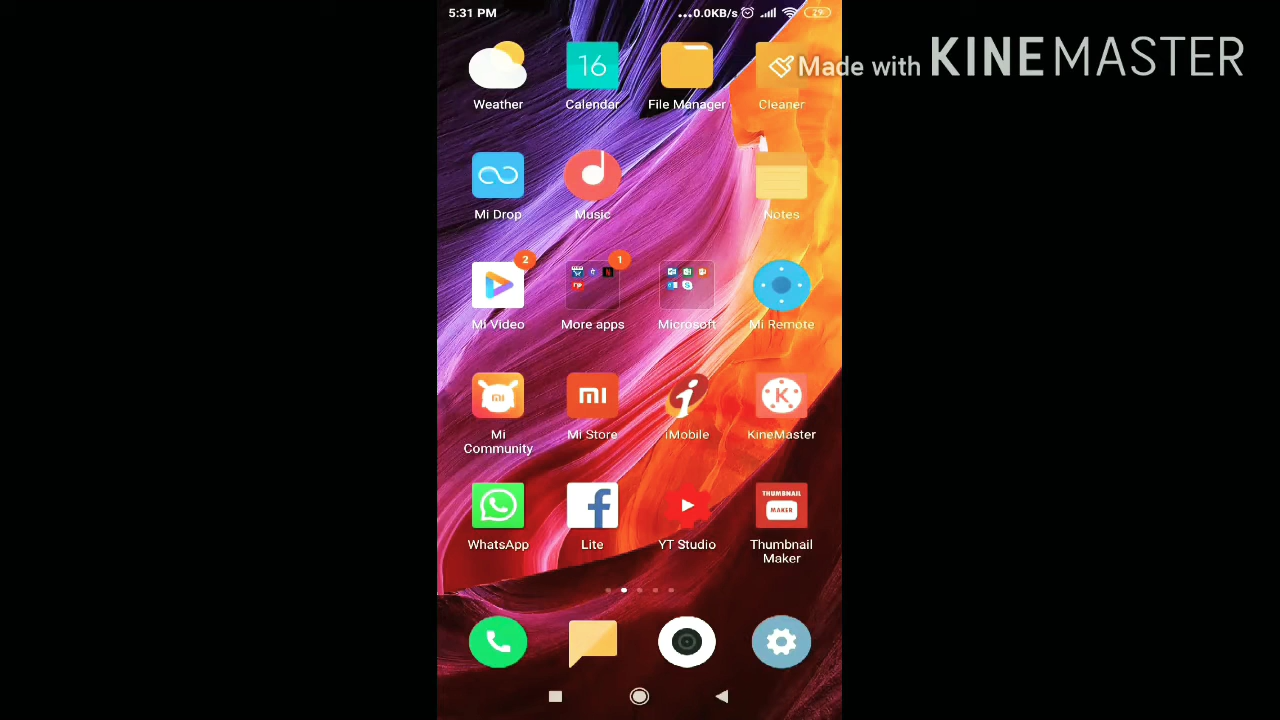 5:31 PM
...0.0KB/s
29
Made with KINEMASTER
16
Weather
Calendar
File Manager
Cleaner
Mi Drop
Music
Notes
2
1
Mi Video
More apps
Microsoft
Mi Remote
mi
mi
i
K
Mi
Community
Mi Store
iMobile
KineMaster
THUMBNAIL
MAKER
f
WhatsApp
Lite
YT Studio
Thumbnail
Maker